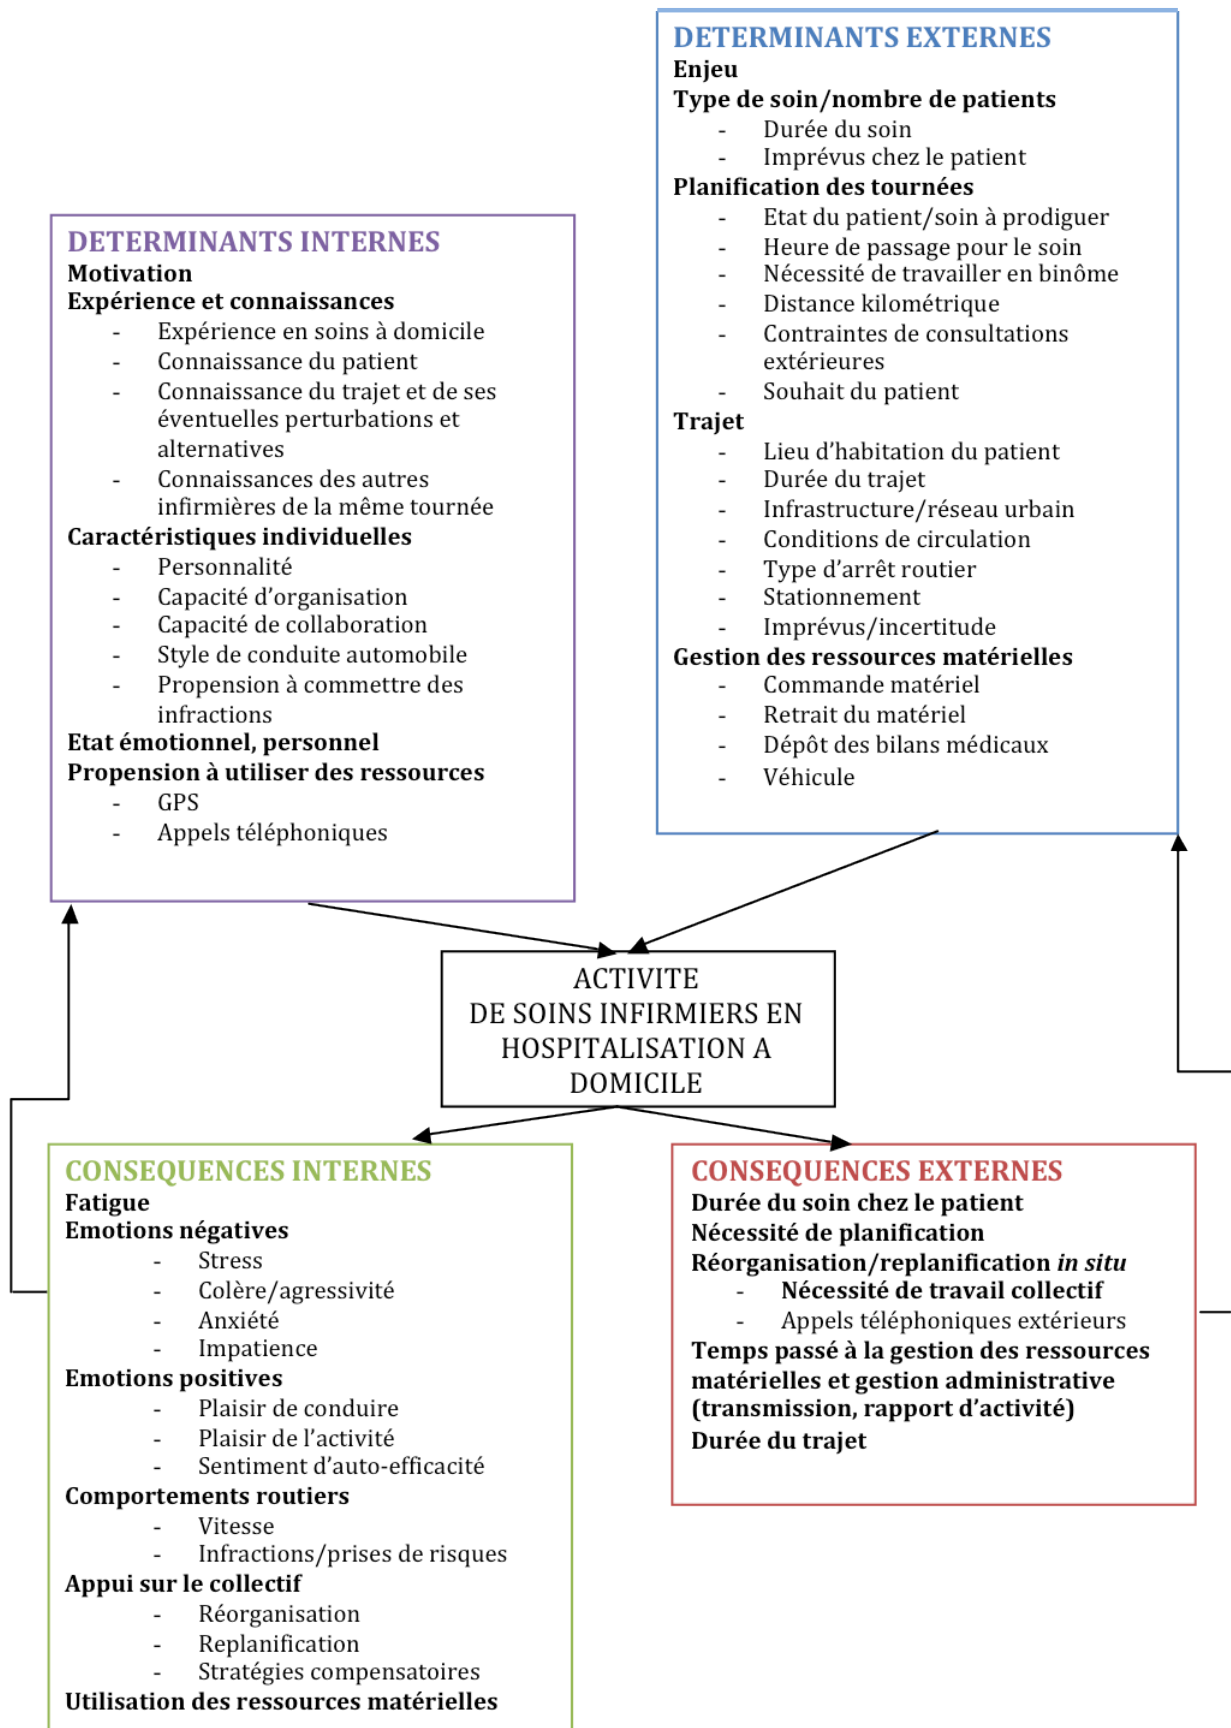 DETERMINANTS EXTERNES
Enjeu
Type de soin/nombre de patients
- Durée du soin
- Imprévus chez le patient
Planification des tournées
- Etat du patient/soin à prodiguer
- Heure de passage pour le soin
- Nécessité de travailler en binôme
- Distance kilométrique
- Contraintes de consultations
extérieures
- Souhait du patient
Trajet
- Lieu d'habitation du patient
- Durée du trajet
- Infrastructure/réseau urbain
- Conditions de circulation
- Type d'arrêt routier
- Stationnement
- Imprévus/incertitude
Gestion des ressources matérielles
- Commande matériel
- Retrait du matériel
- Dépôt des bilans médicaux
- Véhicule
DETERMINANTS INTERNES
Motivation
Expérience et connaissances
- Expérience en soins à domicile
- Connaissance du patient
- Connaissance du trajet et de ses
éventuelles perturbations et
alternatives
- Connaissances des autres
infirmières de la même tournée
Caractéristiques individuelles
- Personnalité
- Capacité d'organisation
- Capacité de collaboration
- Style de conduite automobile
- Propension à commettre des
infractions
Etat émotionnel, personnel
Propension à utiliser des ressources
- GPS
- Appels téléphoniques
ACTIVITE
DE SOINS INFIRMIERS EN
HOSPITALISATION A
DOMICILE
CONSEQUENCES INTERNES
Fatigue
Emotions négatives
- Stress
- Colère/agressivité
- Anxiété
- Impatience
Emotions positives
- Plaisir de conduire
- Plaisir de l'activité
- Sentiment d'auto-efficacité
Comportements routiers
- Vitesse
- Infractions/prises de risques
Appui sur le collectif
- Réorganisation
- Replanification
- Stratégies compensatoires
Utilisation des ressources matérielles
CONSEQUENCES EXTERNES
Durée du soin chez le patient
Nécessité de planification
Réorganisation/replanification in situ
- Nécessité de travail collectif
- Appels téléphoniques extérieurs
Temps passé à la gestion des ressources
matérielles et gestion administrative
(transmission, rapport d'activité)
Durée du trajet